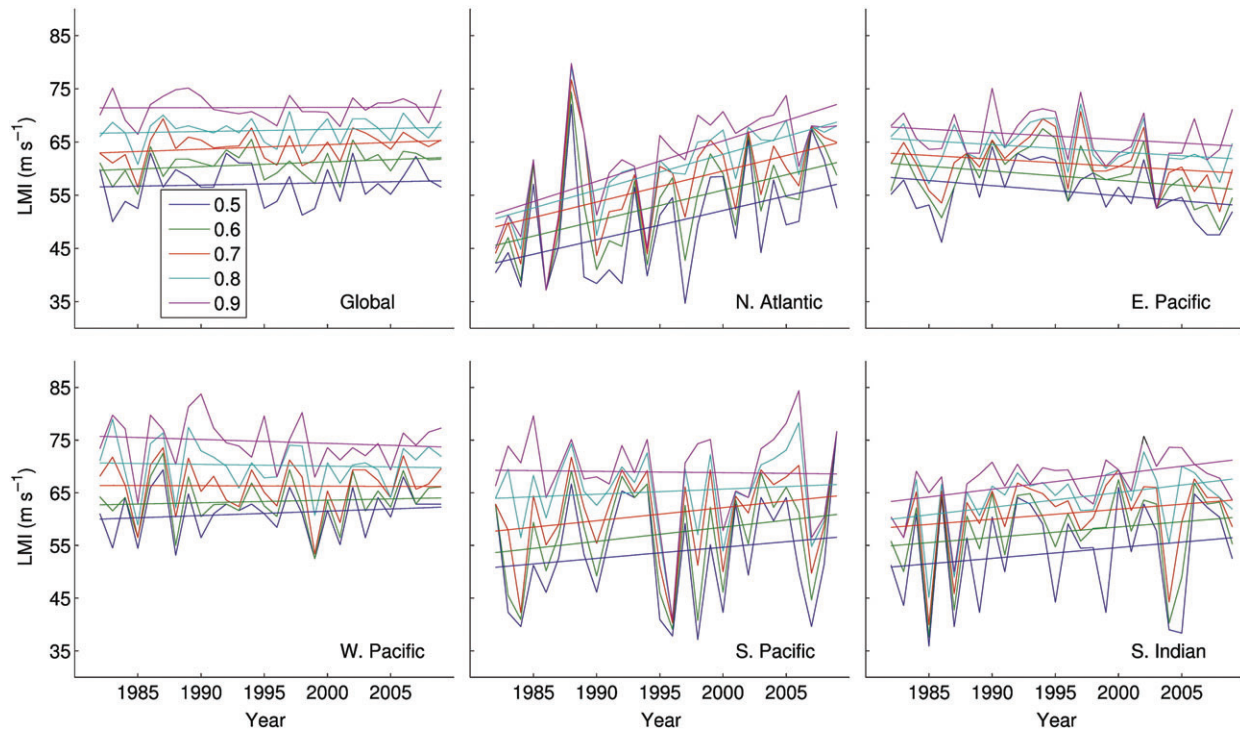 85
75
65
55
45
35
LMI (m s⁻¹)
0.5
0.6
0.7
0.8
0.9
Global
N. Atlantic
E. Pacific
85
75
65
55
45
35
LMI (m s⁻¹)
W. Pacific
S. Pacific
S. Indian
1985 1990 1995 2000 2005
1985 1990 1995 2000 2005
1985 1990 1995 2000 2005
Year
Year
Year